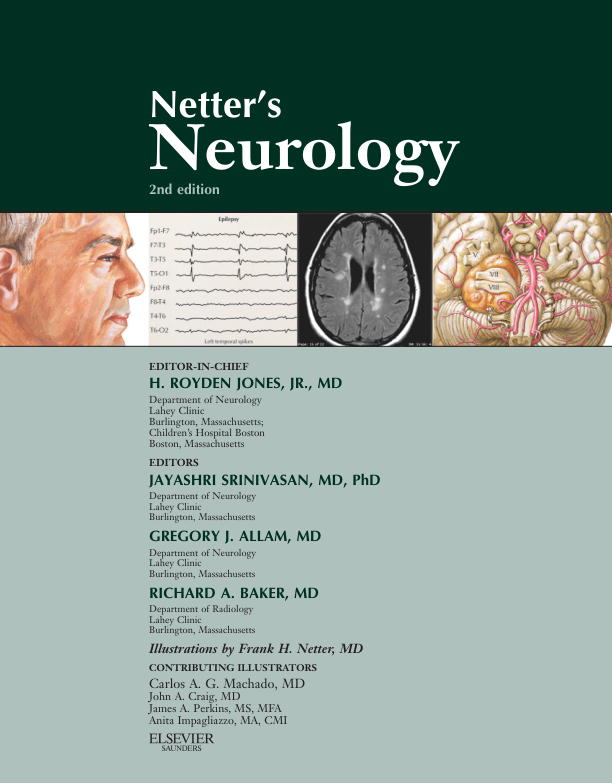 Netter's
Neurology
2nd edition
Epilepsy
Fp1-F7
F7-T3
T3-T5
T5-O1
Fp2-F8
F8-T4
T4-T6
T6-O2
Left temporal spikes
V
VII
VIII
EDITOR-IN-CHIEF
H. ROYDEN JONES, JR., MD
Department of Neurology
Lahey Clinic
Burlington, Massachusetts;
Children's Hospital Boston
Boston, Massachusetts
EDITORS
JAYASHRI SRINIVASAN, MD, PhD
Department of Neurology
Lahey Clinic
Burlington, Massachusetts
GREGORY J. ALLAM, MD
Department of Neurology
Lahey Clinic
Burlington, Massachusetts
RICHARD A. BAKER, MD
Department of Radiology
Lahey Clinic
Burlington, Massachusetts
Illustrations by Frank H. Netter, MD
CONTRIBUTING ILLUSTRATORS
Carlos A. G. Machado, MD
John A. Craig, MD
James A. Perkins, MS, MFA
Anita Impagliazzo, MA, CMI
ELSEVIER
SAUNDERS